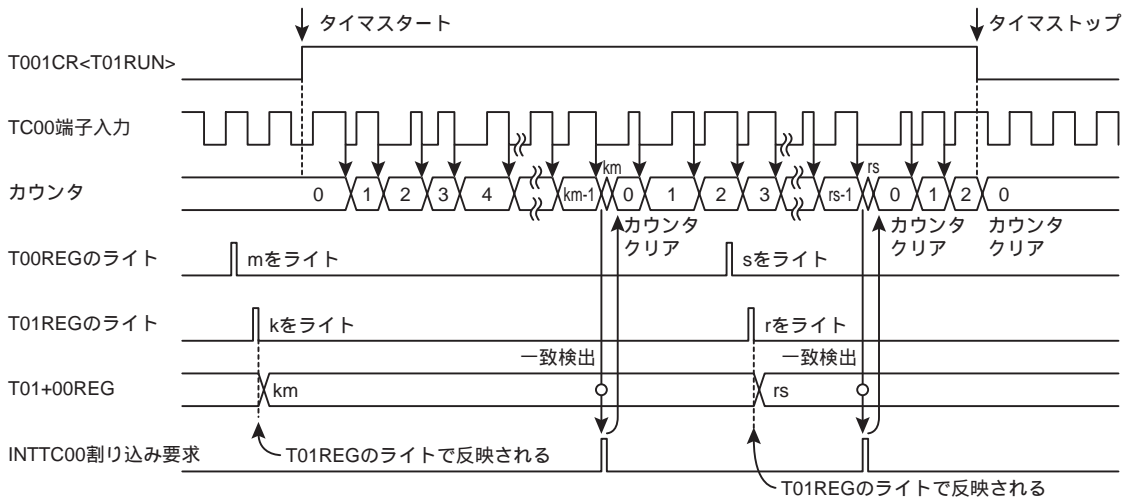 タイマスタート
タイマストップ
T001CR<T01RUN>
TC00端子入力
km
rs
カウンタ
0 1 2 3 4 km-1 0 1 2 3 rs-1 0 1 2 0
カウンタ
クリア
カウンタ
クリア
カウンタ
クリア
T00REGのライト
mをライト
sをライト
T01REGのライト
kをライト
rをライト
一致検出
一致検出
T01+00REG
km
rs
INTTC00割り込み要求
T01REGのライトで反映される
T01REGのライトで反映される